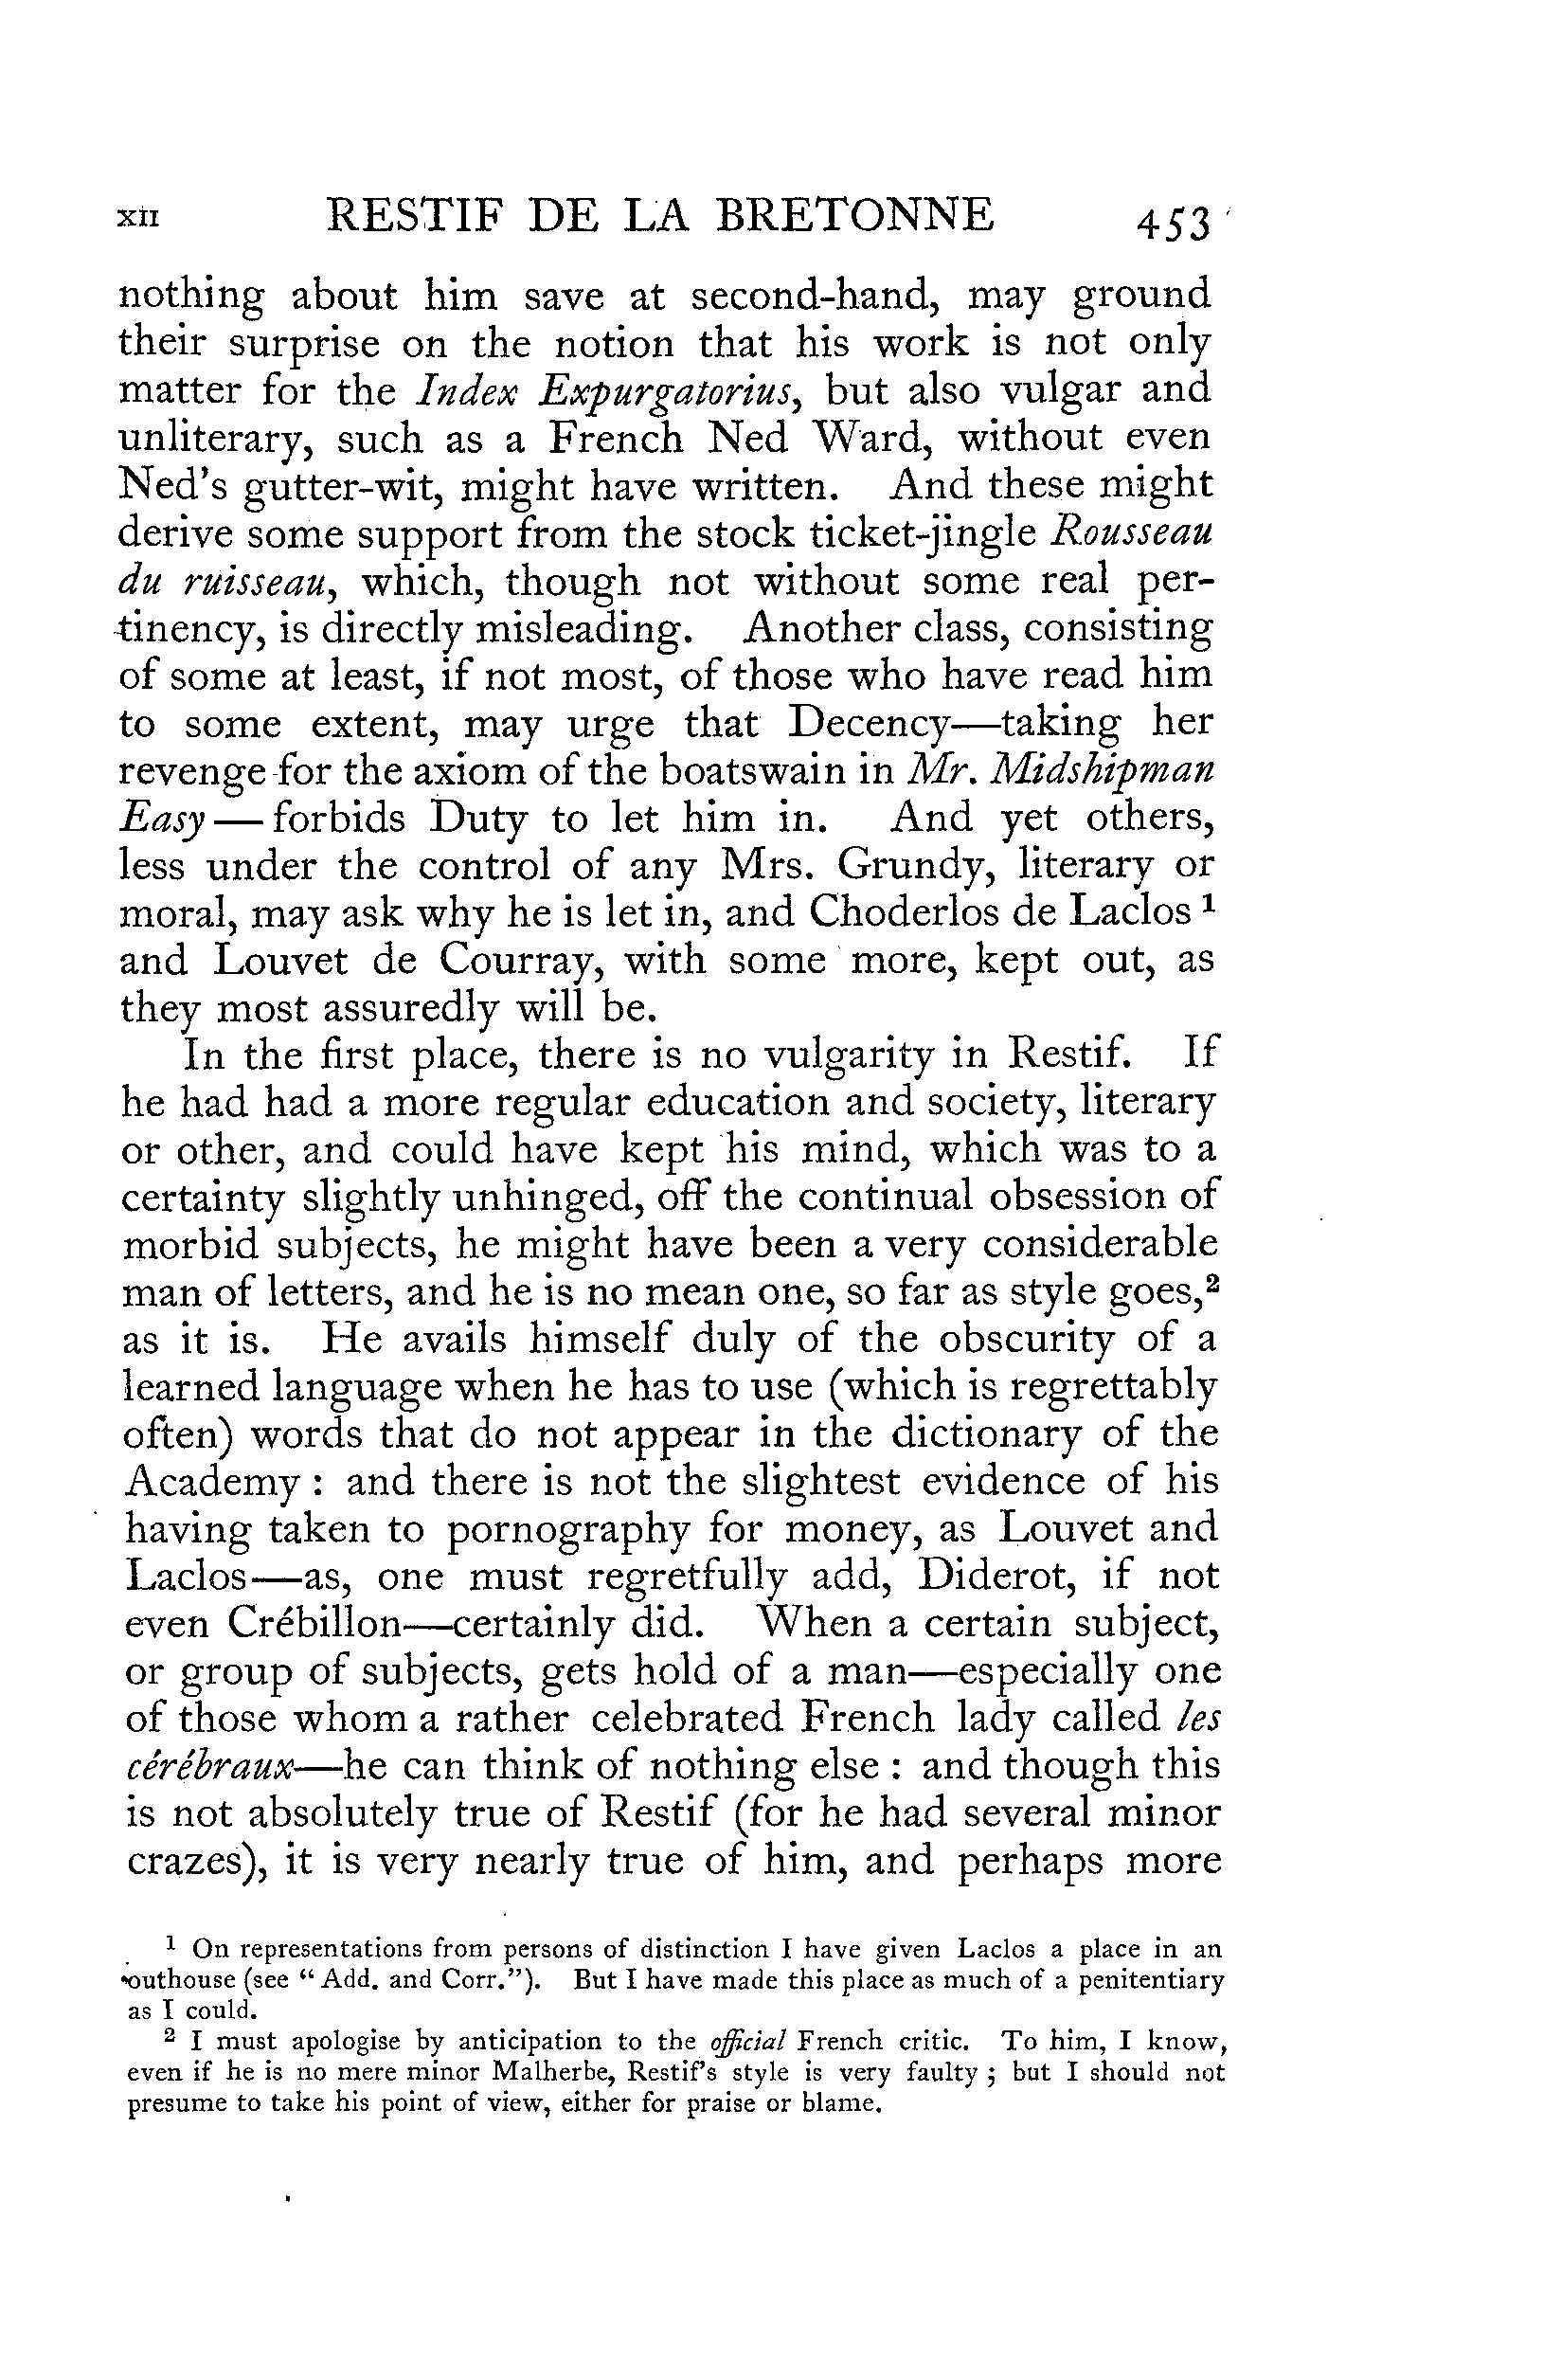 xii RESTIF DE LA BRETONNE 453
nothing about him save at second-hand, may ground
their surprise on the notion that his work is not only
matter for the Index Expurgatorius, but also vulgar and
unliterary, such as a French Ned Ward, without even
Ned's gutter-wit, might have written. And these might
derive some support from the stock ticket-jingle Rousseau
du ruisseau, which, though not without some real per-
tinency, is directly misleading. Another class, consisting
of some at least, if not most, of those who have read him
to some extent, may urge that Decency—taking her
revenge for the axiom of the boatswain in Mr. Midshipman
Easy — forbids Duty to let him in. And yet others,
less under the control of any Mrs. Grundy, literary or
moral, may ask why he is let in, and Choderlos de Laclos ¹
and Louvet de Courray, with some more, kept out, as
they most assuredly will be.
In the first place, there is no vulgarity in Restif. If
he had had a more regular education and society, literary
or other, and could have kept his mind, which was to a
certainty slightly unhinged, off the continual obsession of
morbid subjects, he might have been a very considerable
man of letters, and he is no mean one, so far as style goes,²
as it is. He avails himself duly of the obscurity of a
learned language when he has to use (which is regrettably
often) words that do not appear in the dictionary of the
Academy : and there is not the slightest evidence of his
having taken to pornography for money, as Louvet and
Laclos—as, one must regretfully add, Diderot, if not
even Crébillon—certainly did. When a certain subject,
or group of subjects, gets hold of a man—especially one
of those whom a rather celebrated French lady called les
cérébraux—he can think of nothing else : and though this
is not absolutely true of Restif (for he had several minor
crazes), it is very nearly true of him, and perhaps more
¹ On representations from persons of distinction I have given Laclos a place in an
outhouse (see “ Add. and Corr.”). But I have made this place as much of a penitentiary
as I could.
² I must apologise by anticipation to the official French critic. To him, I know,
even if he is no mere minor Malherbe, Restif's style is very faulty ; but I should not
presume to take his point of view, either for praise or blame.